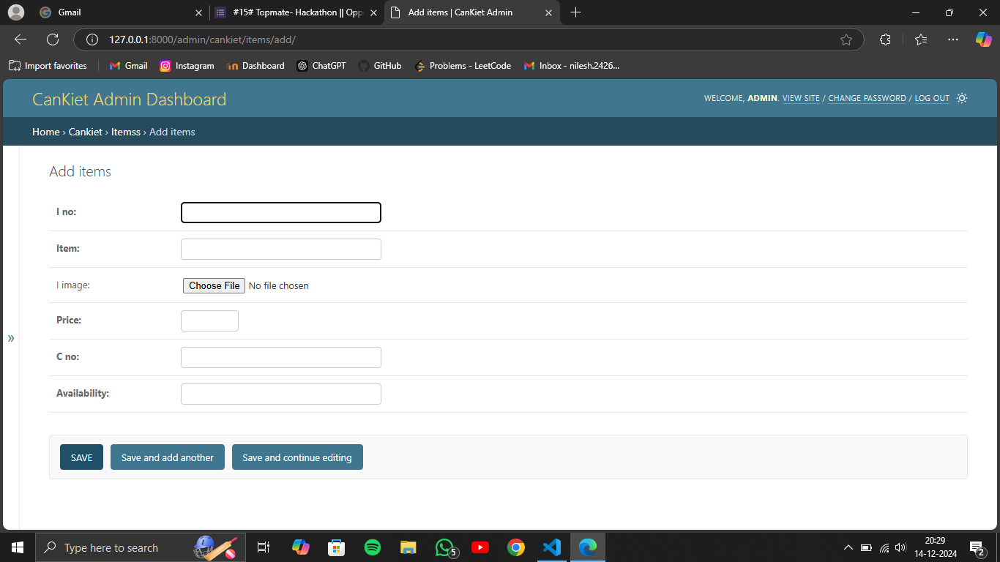 Gmail
#15# Topmate- Hackathon || Opp
Add items | CanKiet Admin
127.0.0.1:8000/admin/cankiet/items/add/
Import favorites
Gmail
Instagram
Dashboard
ChatGPT
GitHub
Problems - LeetCode
Inbox - nilesh.2426...
CanKiet Admin Dashboard
WELCOME, ADMIN. VIEW SITE / CHANGE PASSWORD / LOG OUT
Home › Cankiet › Itemss › Add items
Add items
I no:
Item:
I image:
Choose File No file chosen
Price:
»
C no:
Availability:
SAVE
Save and add another
Save and continue editing
Type here to search
5
20:29
14-12-2024
2